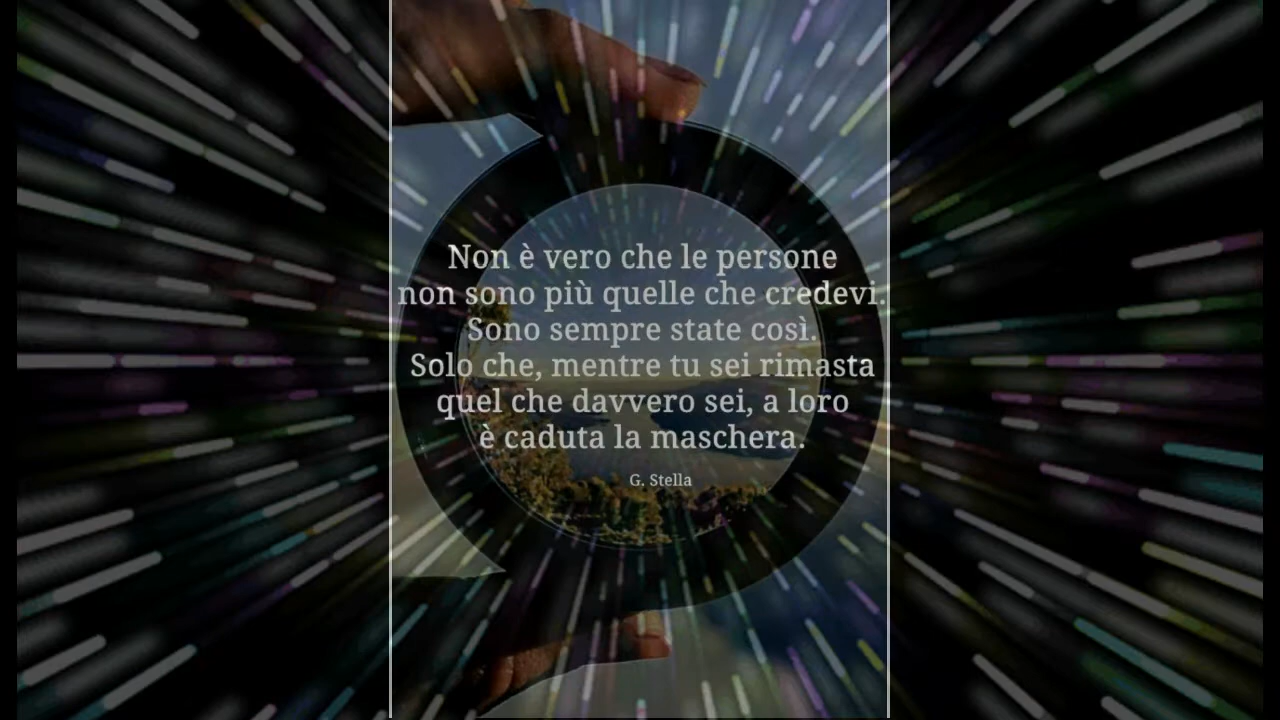 Non è vero che le persone
non sono più quelle che credevi.
Sono sempre state così.
Solo che, mentre tu sei rimasta
quel che davvero sei, a loro
è caduta la maschera.
G. Stella